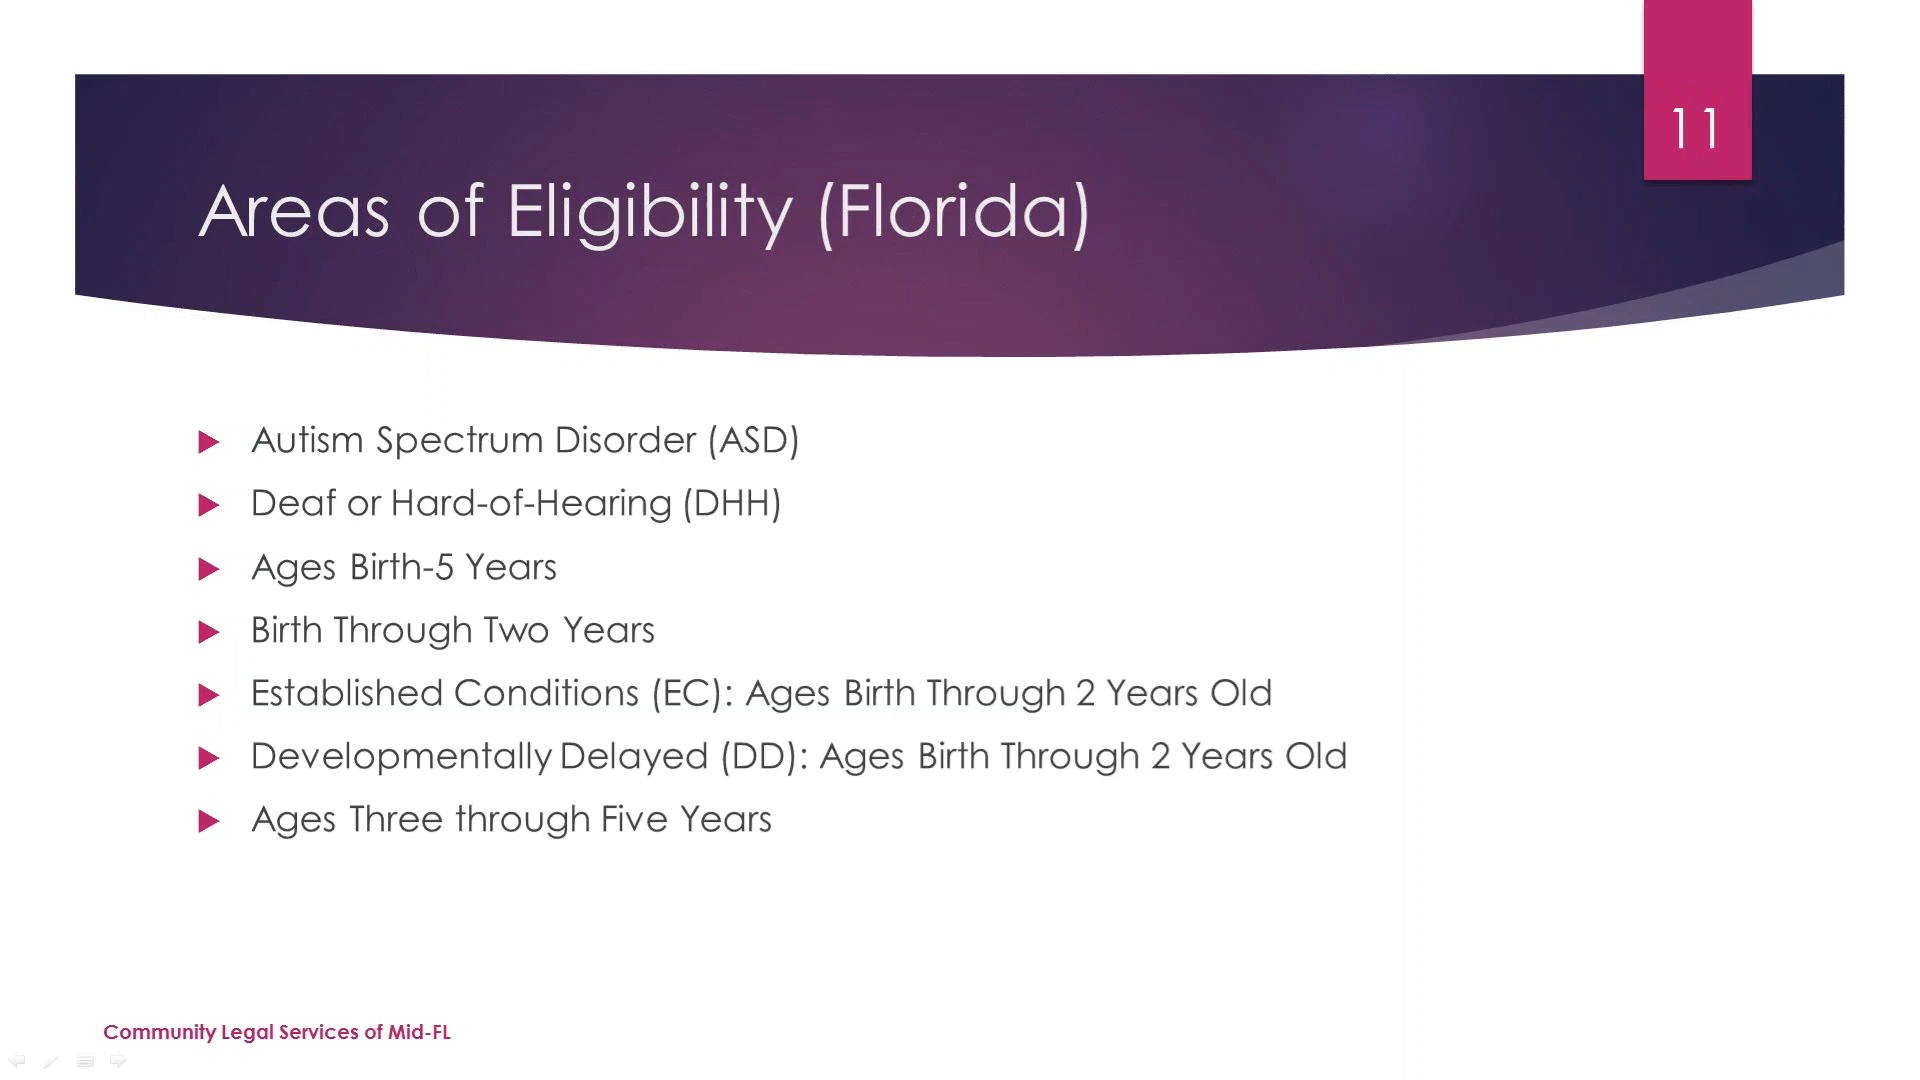 11
Areas of Eligibility (Florida)
Autism Spectrum Disorder (ASD)
Deaf or Hard-of-Hearing (DHH)
Ages Birth-5 Years
Birth Through Two Years
Established Conditions (EC): Ages Birth Through 2 Years Old
Developmentally Delayed (DD): Ages Birth Through 2 Years Old
Ages Three through Five Years
Community Legal Services of Mid-FL